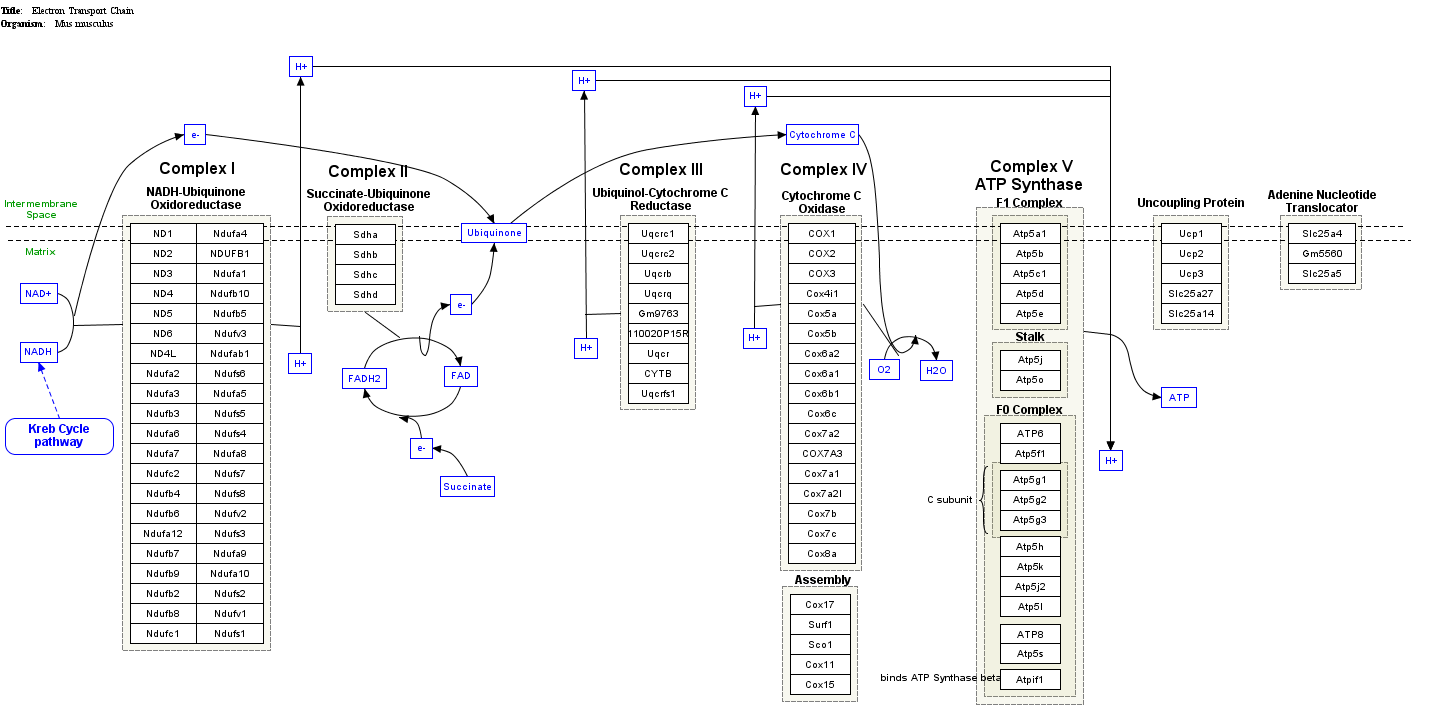 Title: Electron Transport Chain
Organism: Mus musculus
H+
H+
H+
e-
Cytochrome C
Complex I
NADH-Ubiquinone
Oxidoreductase
Complex II
Succinate-Ubiquinone
Oxidoreductase
Complex III
Ubiquinol-Cytochrome C
Reductase
Complex IV
Cytochrome C
Oxidase
Complex V
ATP Synthase
F1 Complex
Uncoupling Protein
Adenine Nucleotide
Translocator
Intermembrane
Space
Matrix
NAD+
NADH
Kreb Cycle
pathway
ND1 Ndufa4
ND2 NDUFB1
ND3 Ndufa1
ND4 Ndufb10
ND5 Ndufb5
ND6 Ndufv3
ND4L Ndufab1
Ndufa2 Ndufs6
Ndufa3 Ndufa5
Ndufb3 Ndufs5
Ndufa6 Ndufs4
Ndufa7 Ndufa8
Ndufc2 Ndufs7
Ndufb4 Ndufs8
Ndufb6 Ndufv2
Ndufa12 Ndufs3
Ndufb7 Ndufa9
Ndufb9 Ndufa10
Ndufb2 Ndufs2
Ndufb8 Ndufv1
Ndufc1 Ndufs1
H+
Sdha
Sdhb
Sdhc
Sdhd
Ubiquinone
e-
FADH2
FAD
e-
Succinate
H+
Uqcrc1
Uqcrc2
Uqcrb
Uqcrq
Gm9763
110020P15R
Uqcr
CYTB
Uqcrfs1
H+
COX1
COX2
COX3
Cox4i1
Cox5a
Cox5b
Cox6a2
Cox6a1
Cox6b1
Cox6c
Cox7a2
COX7A3
Cox7a1
Cox7a2l
Cox7b
Cox7c
Cox8a
Assembly
Cox17
Surf1
Sco1
Cox11
Cox15
O2
H2O
Atp5a1
Atp5b
Atp5c1
Atp5d
Atp5e
Stalk
Atp5j
Atp5o
F0 Complex
ATP6
Atp5f1
C subunit
Atp5g1
Atp5g2
Atp5g3
Atp5h
Atp5k
Atp5j2
Atp5l
ATP8
Atp5s
binds ATP Synthase beta
Atpif1
H+
ATP
Ucp1
Ucp2
Ucp3
Slc25a27
Slc25a14
Slc25a4
Gm5560
Slc25a5